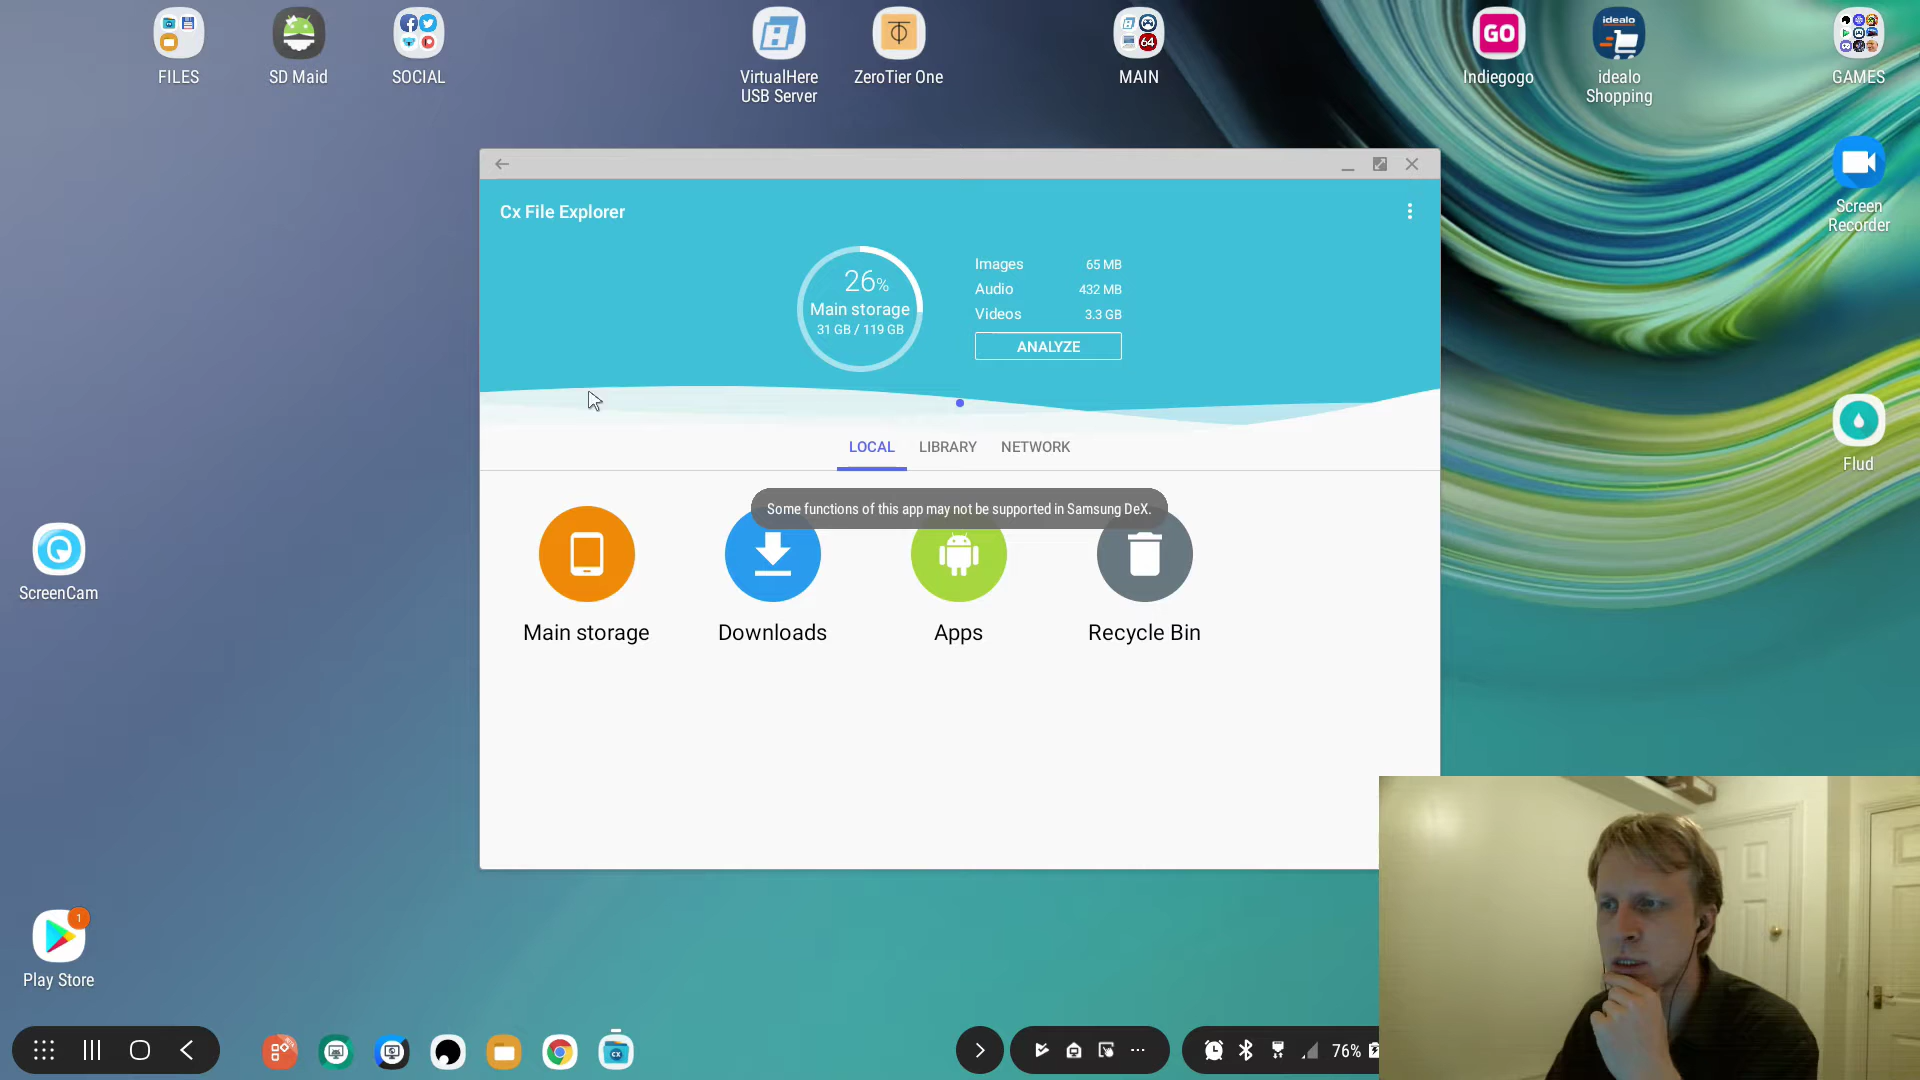 FILES
SD Maid
SOCIAL
VirtualHere
USB Server
ZeroTier One
MAIN
64
GO
Indiegogo
idealo
idealo
Shopping
GAMES
Screen
Recorder
Cx File Explorer
26%
Main storage
31 GB / 119 GB
Images 65 MB
Audio 432 MB
Videos 3.3 GB
ANALYZE
LOCAL LIBRARY NETWORK
Some functions of this app may not be supported in Samsung DeX.
Main storage
Downloads
Apps
Recycle Bin
Flud
ScreenCam
1
Play Store
CX
76%